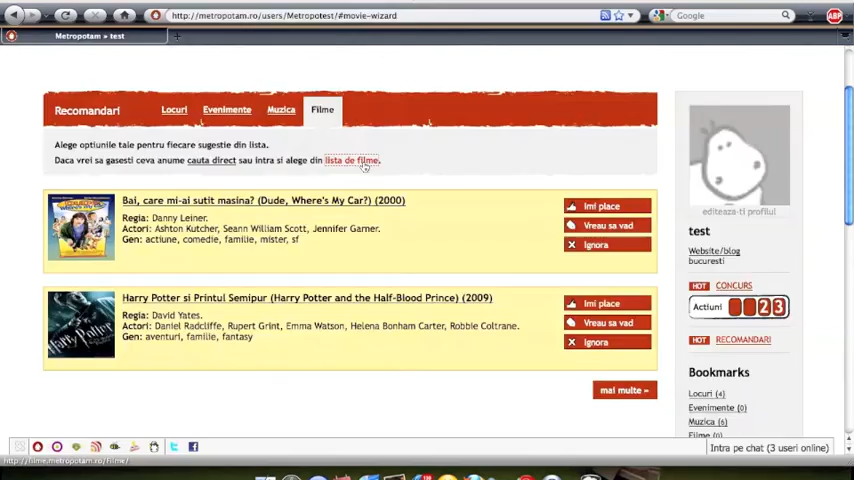 http://metropotam.ro/users/Metropotest/#movie-wizard
Google
ABP
Metropotam » test
Recomandari
Locuri
Evenimente
Muzica
Filme
Alege optiunile tale pentru fiecare sugestie din lista.
Daca vrei sa gasesti ceva anume cauta direct sau intra si alege din lista de filme.
Bai, care mi-ai sutit masina? (Dude, Where's My Car?) (2000)
Regia: Danny Leiner.
Actori: Ashton Kutcher, Seann William Scott, Jennifer Garner.
Gen: actiune, comedie, familie, mister, sf
Imi place
Vreau sa vad
Ignora
Harry Potter si Printul Semipur (Harry Potter and the Half-Blood Prince) (2009)
Regia: David Yates.
Actori: Daniel Radcliffe, Rupert Grint, Emma Watson, Helena Bonham Carter, Robbie Coltrane.
Gen: aventuri, familie, fantasy
Imi place
Vreau sa vad
Ignora
mai multe »
editeaza-ti profilul
test
Website/blog
bucuresti
HOT CONCURS
Actiuni 2 3
HOT RECOMANDARI
Bookmarks
Locuri (4)
Evenimente (0)
Muzica (6)
Filme (0)
Intra pe chat (3 useri online)
http://filme.metropotam.ro/Filme/